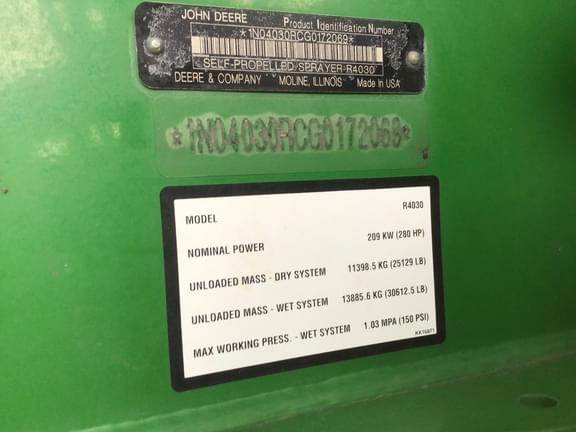 JOHN DEERE Product Identification Number
*1N04030RCG0172069*
SELF-PROPELLED/SPRAYER-R4030
DEERE & COMPANY MOLINE, ILLINOIS Made In USA
*1N04030RCG0172069*
MODEL R4030
NOMINAL POWER 209 KW (280 HP)
UNLOADED MASS - DRY SYSTEM 11398.5 KG (25129 LB)
UNLOADED MASS - WET SYSTEM 13885.6 KG (30612.5 LB)
MAX WORKING PRESS. - WET SYSTEM 1.03 MPA (150 PSI)